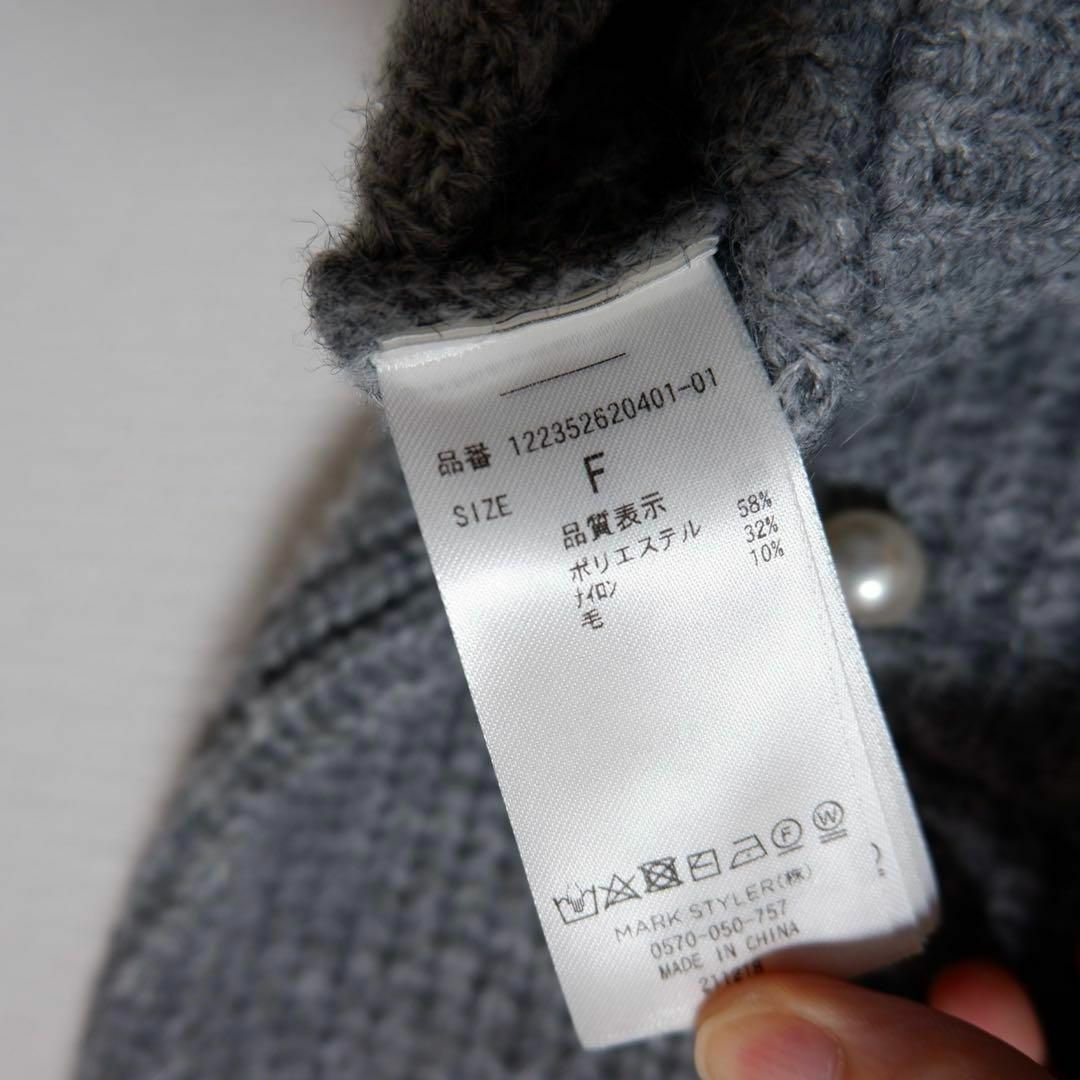 品番 122352620401-01
SIZE F
品質表示
ポリエステル 58%
ナイロン 32%
毛 10%
F W
MARK STYLER(株)
0570-050-757
MADE IN CHINA